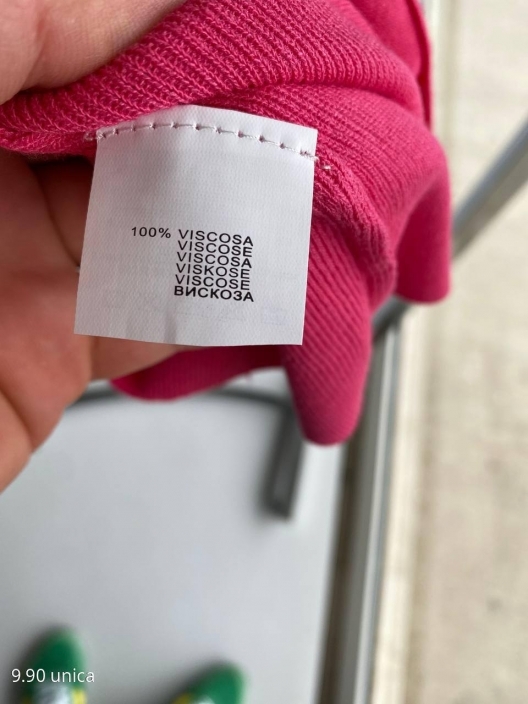 100% VISCOSA
VISCOSE
VISCOSA
VISKOSE
VISCOSE
ВИСКОЗА
9.90 unica